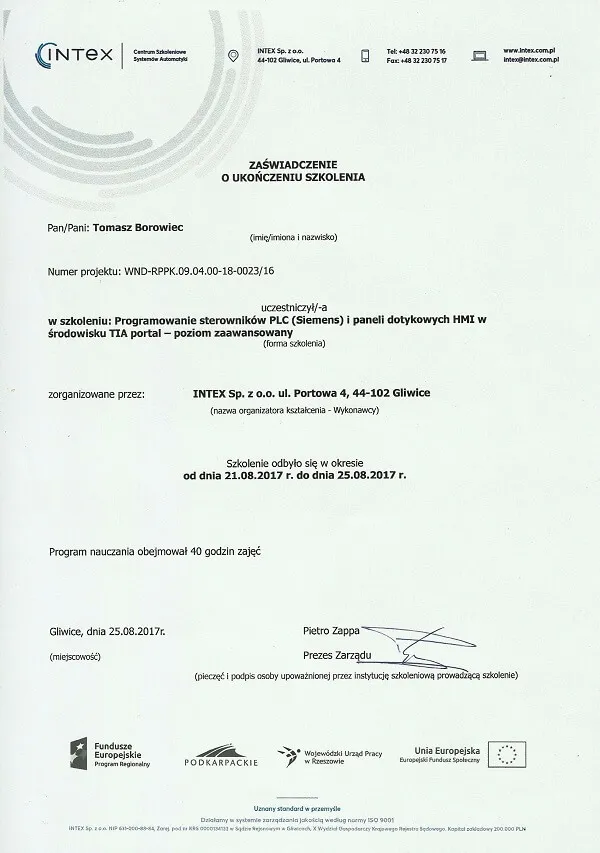 INTEX
Centrum Szkoleniowe
Systemów Automatyki
INTEX Sp. z o.o.
44-102 Gliwice, ul. Portowa 4
Tel: +48 32 230 75 16
Fax: +48 32 230 75 17
www.intex.com.pl
intex@intex.com.pl
ZAŚWIADCZENIE
O UKOŃCZENIU SZKOLENIA
Pan/Pani: Tomasz Borowiec
(imię/imiona i nazwisko)
Numer projektu: WND-RPPK.09.04.00-18-0023/16
uczestniczył/-a
w szkoleniu: Programowanie sterowników PLC (Siemens) i paneli dotykowych HMI w
środowisku TIA portal – poziom zaawansowany
(forma szkolenia)
zorganizowane przez: INTEX Sp. z o.o. ul. Portowa 4, 44-102 Gliwice
(nazwa organizatora kształcenia - Wykonawcy)
Szkolenie odbyło się w okresie
od dnia 21.08.2017 r. do dnia 25.08.2017 r.
Program nauczania obejmował 40 godzin zajęć
Gliwice, dnia 25.08.2017r. Pietro Zappa
(miejscowość) Prezes Zarządu
(pieczęć i podpis osoby upoważnionej przez instytucję szkoleniową prowadzącą szkolenie)
Fundusze
Europejskie
Program Regionalny
PODKARPACKIE
Wojewódzki Urząd Pracy
w Rzeszowie
Unia Europejska
Europejski Fundusz Społeczny
Uznany standard w przemyśle
Działamy w systemie zarządzania jakością według normy ISO 9001
INTEX Sp. z o.o. NIP 631-200-88-84, Zarej. pod nr KRS 0000134133 w Sądzie Rejonowym w Gliwicach, X Wydział Gospodarczy Krajowego Rejestru Sądowego. Kapitał zakładowy 200.000 PLN